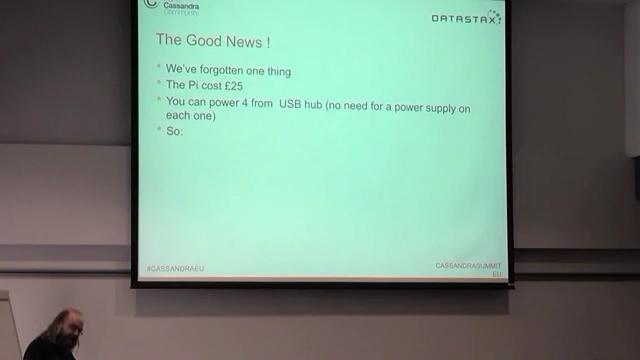 Cassandra
Community
DATASTAX
The Good News !
We've forgotten one thing
The Pi cost £25
You can power 4 from USB hub (no need for a power supply on
each one)
So:
#CASSANDRAEU
CASSANDRASUMMIT
EU